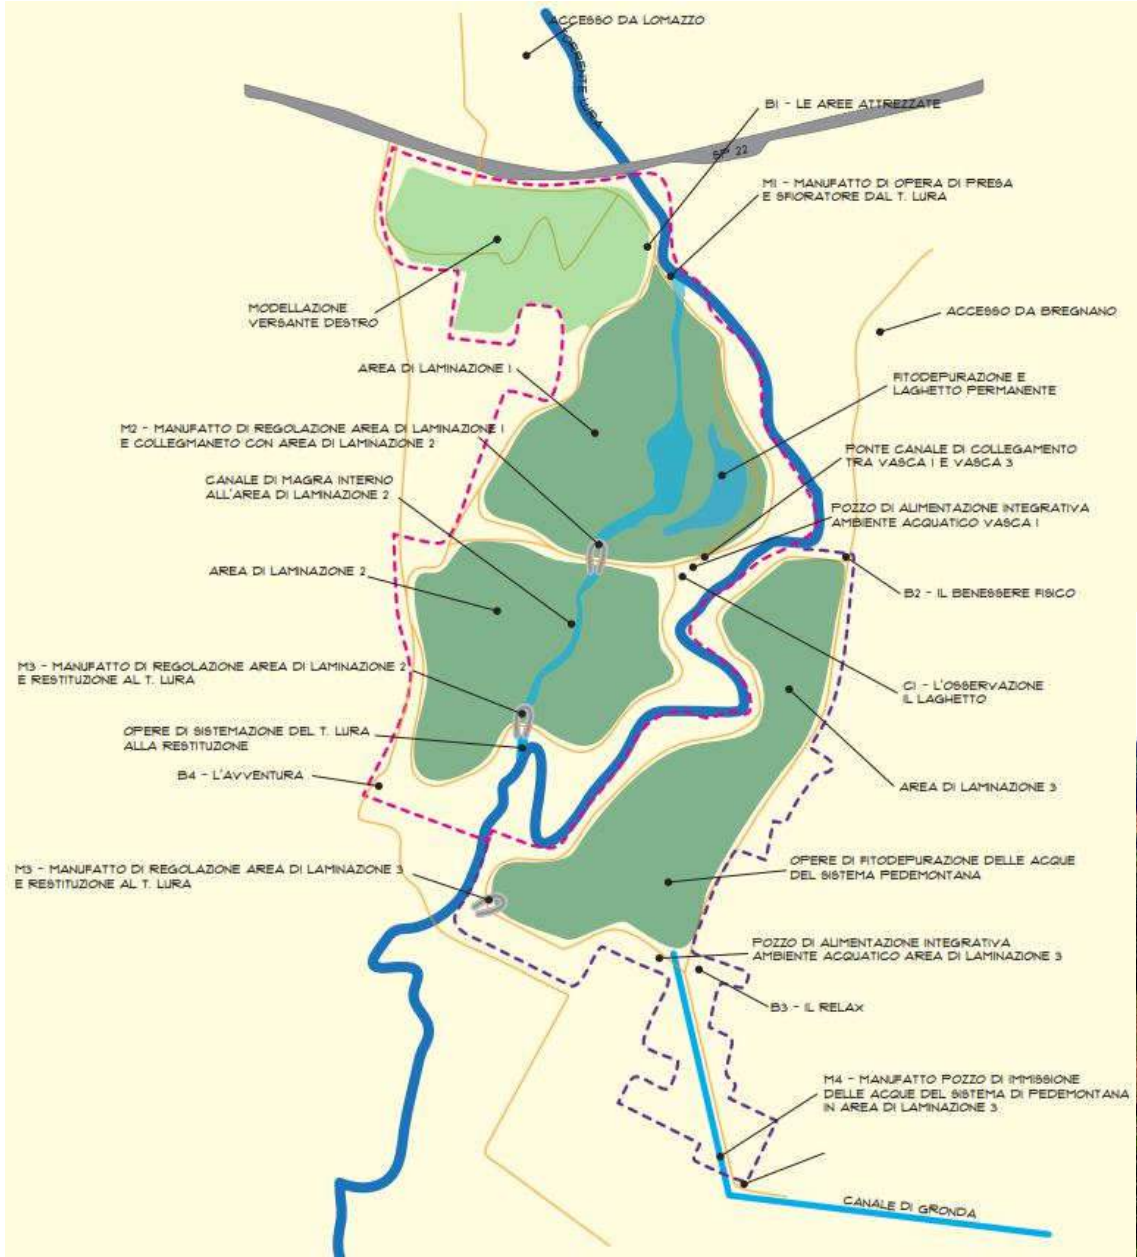 ACCESSO DA LOMAZZO
TORRENTE LURA
B1 - LE AREE ATTREZZATE
SP 22
M1 - MANUFATTO DI OPERA DI PRESA
E SFIORATORE DAL T. LURA
MODELLAZIONE
VERSANTE DESTRO
ACCESSO DA BREGNANO
AREA DI LAMINAZIONE 1
FITODEPURAZIONE E
LAGHETTO PERMANENTE
M2 - MANUFATTO DI REGOLAZIONE AREA DI LAMINAZIONE 1
E COLLEGMANETO CON AREA DI LAMINAZIONE 2
PONTE CANALE DI COLLEGAMENTO
TRA VASCA 1 E VASCA 3
CANALE DI MAGRA INTERNO
ALL'AREA DI LAMINAZIONE 2
POZZO DI ALIMENTAZIONE INTEGRATIVA
AMBIENTE ACQUATICO VASCA 1
AREA DI LAMINAZIONE 2
B2 - IL BENESSERE FISICO
M3 - MANUFATTO DI REGOLAZIONE AREA DI LAMINAZIONE 2
E RESTITUZIONE AL T. LURA
C1 - L'OSSERVAZIONE
IL LAGHETTO
OPERE DI SISTEMAZIONE DEL T. LURA
ALLA RESTITUZIONE
B4 - L'AVVENTURA
AREA DI LAMINAZIONE 3
M5 - MANUFATTO DI REGOLAZIONE AREA DI LAMINAZIONE 3
E RESTITUZIONE AL T. LURA
OPERE DI FITODEPURAZIONE DELLE ACQUE
DEL SISTEMA PEDEMONTANA
POZZO DI ALIMENTAZIONE INTEGRATIVA
AMBIENTE ACQUATICO AREA DI LAMINAZIONE 3
B3 - IL RELAX
M4 - MANUFATTO POZZO DI IMMISSIONE
DELLE ACQUE DEL SISTEMA DI PEDEMONTANA
IN AREA DI LAMINAZIONE 3
CANALE DI GRONDA